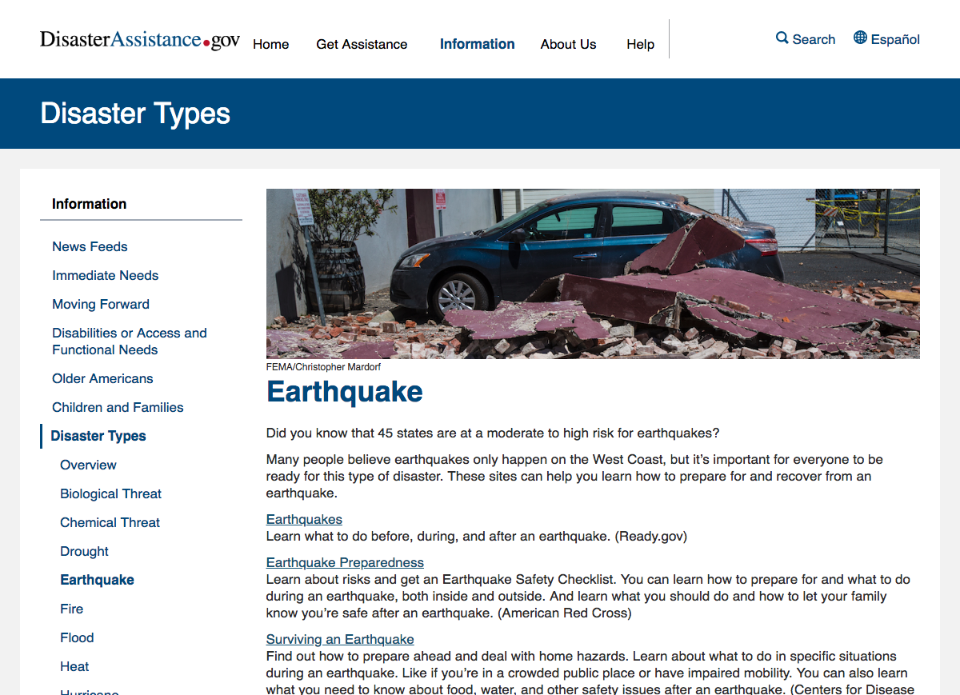 DisasterAssistance.gov
Home
Get Assistance
Information
About Us
Help
Search
Español
Disaster Types
Information
News Feeds
Immediate Needs
Moving Forward
Disabilities or Access and
Functional Needs
Older Americans
Children and Families
Disaster Types
Overview
Biological Threat
Chemical Threat
Drought
Earthquake
Fire
Flood
Heat
Hurricane
FEMA/Christopher Mardorf
Earthquake
Did you know that 45 states are at a moderate to high risk for earthquakes?
Many people believe earthquakes only happen on the West Coast, but it's important for everyone to be
ready for this type of disaster. These sites can help you learn how to prepare for and recover from an
earthquake.
Earthquakes
Learn what to do before, during, and after an earthquake. (Ready.gov)
Earthquake Preparedness
Learn about risks and get an Earthquake Safety Checklist. You can learn how to prepare for and what to do
during an earthquake, both inside and outside. And learn what you should do and how to let your family
know you're safe after an earthquake. (American Red Cross)
Surviving an Earthquake
Find out how to prepare ahead and deal with home hazards. Learn about what to do in specific situations
during an earthquake. Like if you're in a crowded public place or have impaired mobility. You can also learn
what you need to know about food, water, and other safety issues after an earthquake. (Centers for Disease